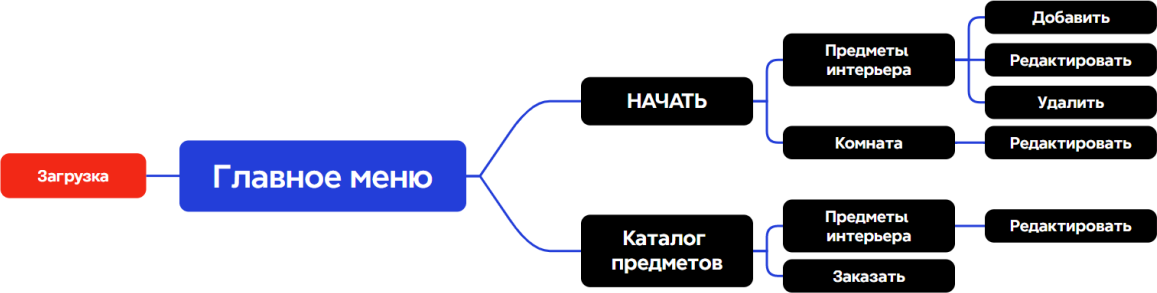 Загрузка
Главное меню
НАЧАТЬ
Предметы
интерьера
Добавить
Редактировать
Удалить
Комната
Редактировать
Каталог
предметов
Предметы
интерьера
Редактировать
Заказать